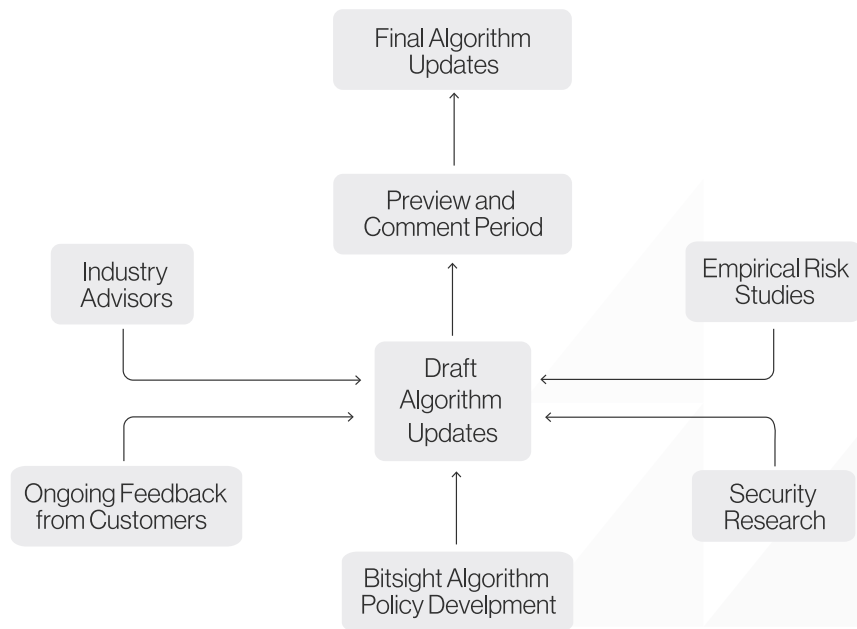 Final Algorithm
Updates
Preview and
Comment Period
Industry
Advisors
Empirical Risk
Studies
Draft
Algorithm
Updates
Ongoing Feedback
from Customers
Security
Research
Bitsight Algorithm
Policy Develpment